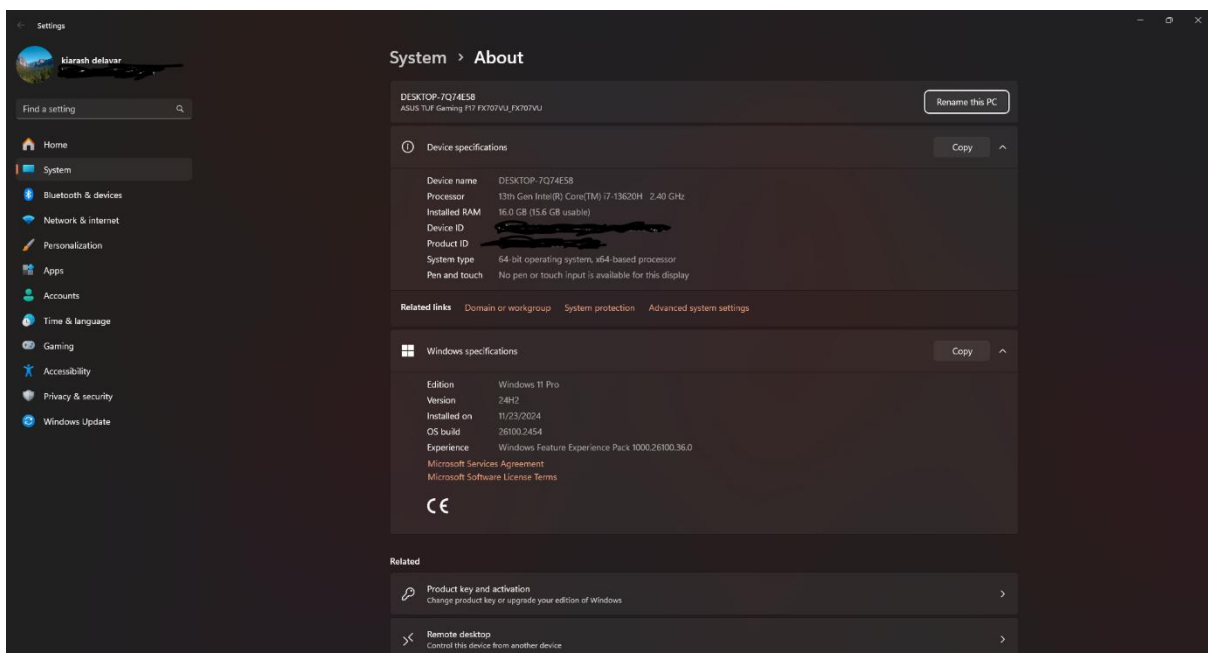 Settings
kiarash delavar
Find a setting
Home
System
Bluetooth & devices
Network & internet
Personalization
Apps
Accounts
Time & language
Gaming
Accessibility
Privacy & security
Windows Update
System > About
DESKTOP-7Q74E58
ASUS TUF Gaming F17 FX707VU_FX707VU
Rename this PC
Device specifications
Copy
Device name DESKTOP-7Q74E58
Processor 13th Gen Intel(R) Core(TM) i7-13620H 2.40 GHz
Installed RAM 16.0 GB (15.6 GB usable)
Device ID
Product ID
System type 64-bit operating system, x64-based processor
Pen and touch No pen or touch input is available for this display
Related links Domain or workgroup System protection Advanced system settings
Windows specifications
Copy
Edition Windows 11 Pro
Version 24H2
Installed on 11/23/2024
OS build 26100.2454
Experience Windows Feature Experience Pack 1000.26100.36.0
Microsoft Services Agreement
Microsoft Software License Terms
CE
Related
Product key and activation
Change product key or upgrade your edition of Windows
Remote desktop
Control this device from another device